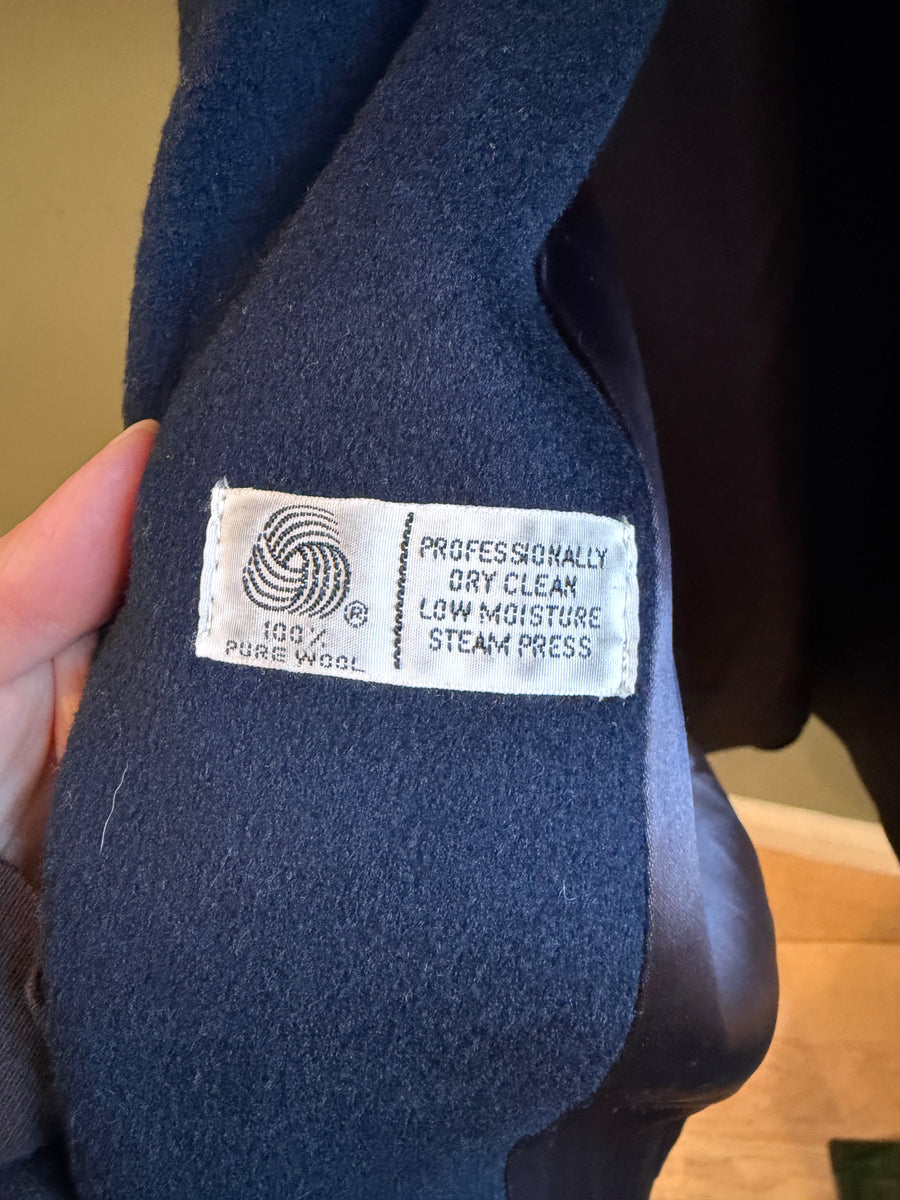 ®
100%
PURE WOOL
PROFESSIONALLY
DRY CLEAN
LOW MOISTURE
STEAM PRESS